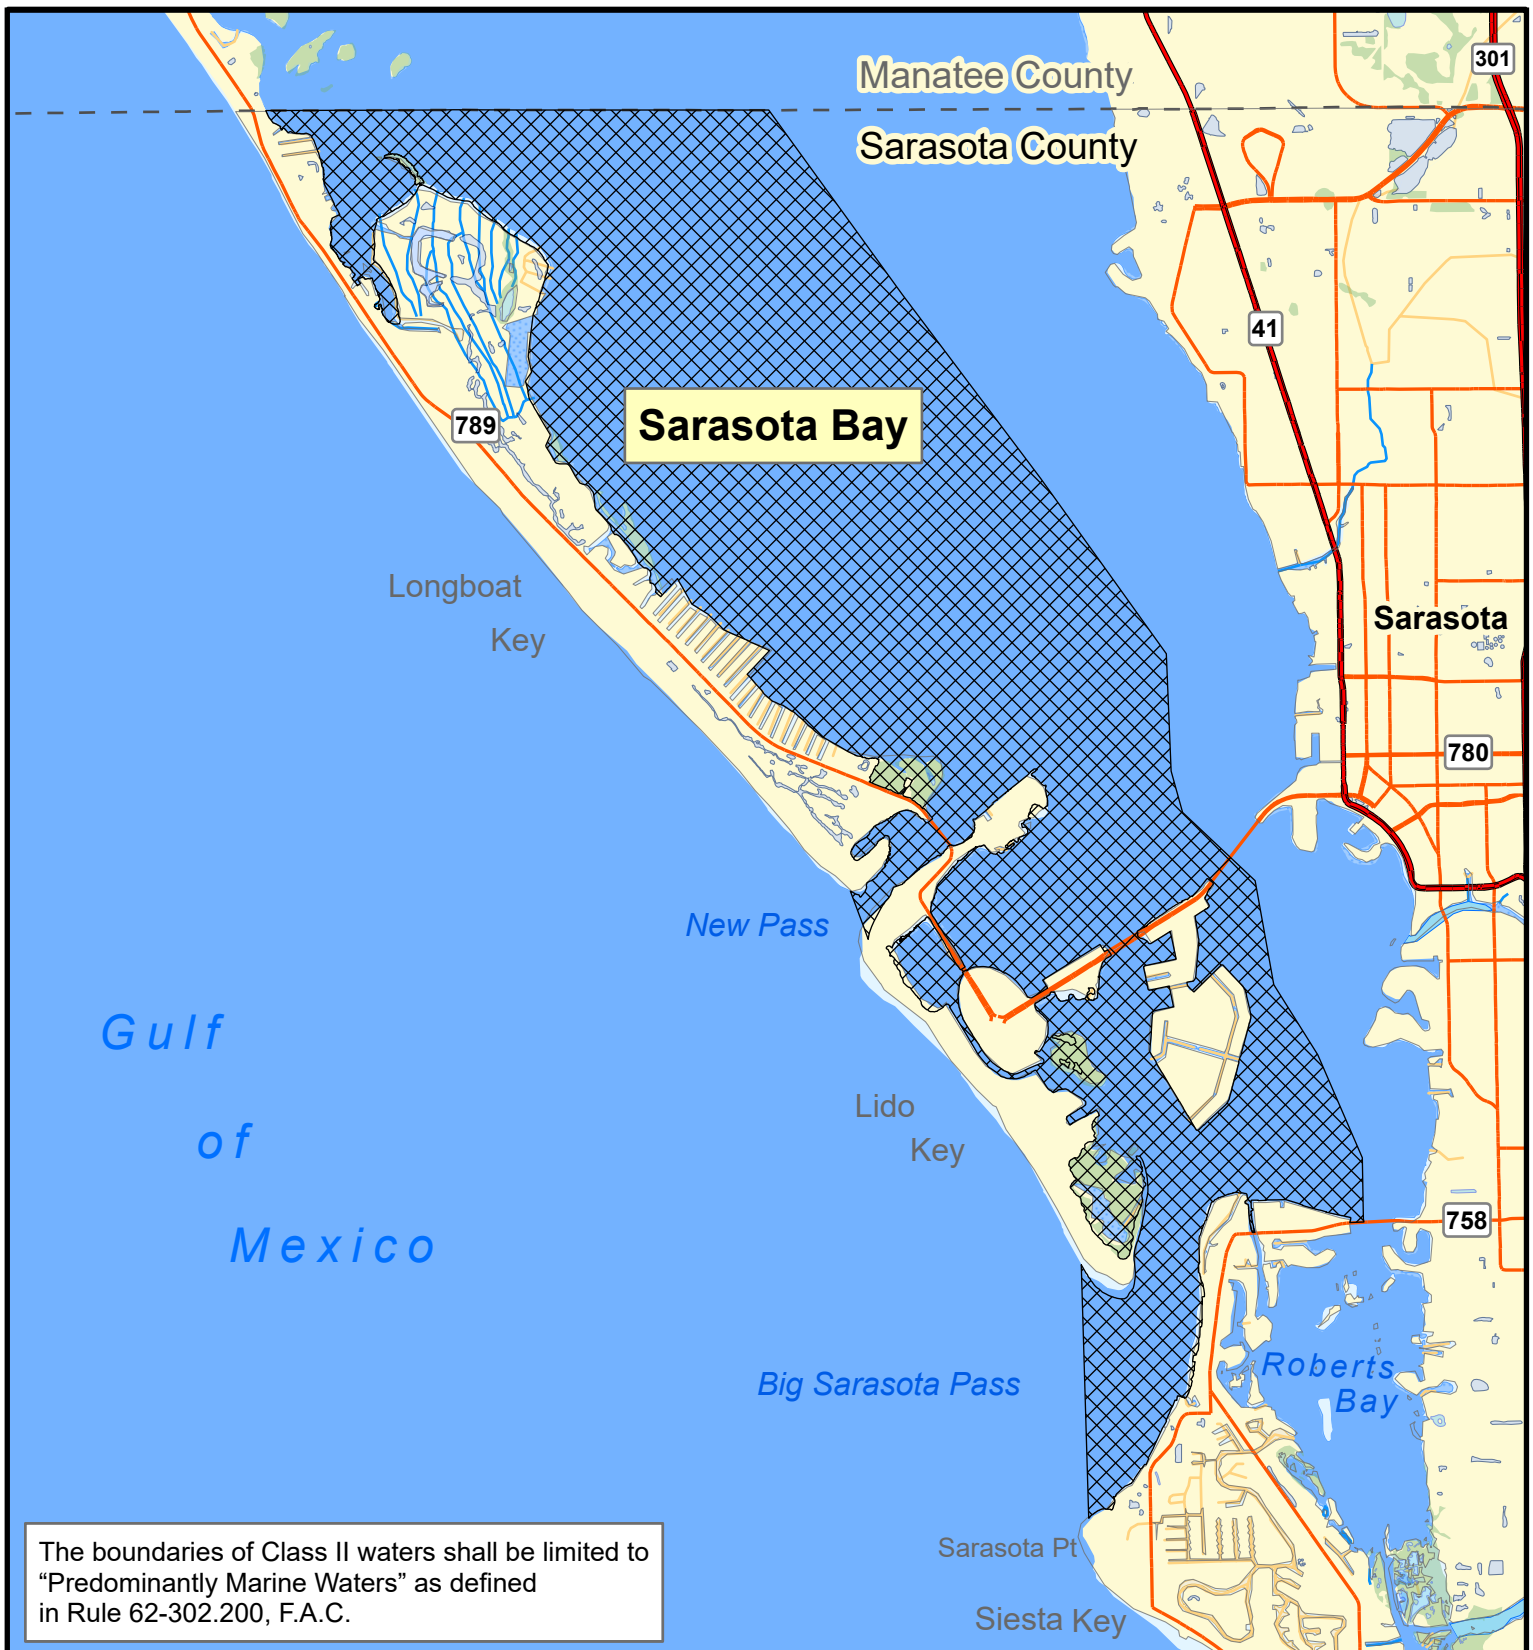 Manatee County
301
Sarasota County
41
Sarasota Bay
789
Longboat
Key
Sarasota
780
New Pass
Gulf
of
Mexico
Lido
Key
758
Roberts
Bay
Big Sarasota Pass
Sarasota Pt
Siesta Key
The boundaries of Class II waters shall be limited to
“Predominantly Marine Waters” as defined
in Rule 62-302.200, F.A.C.